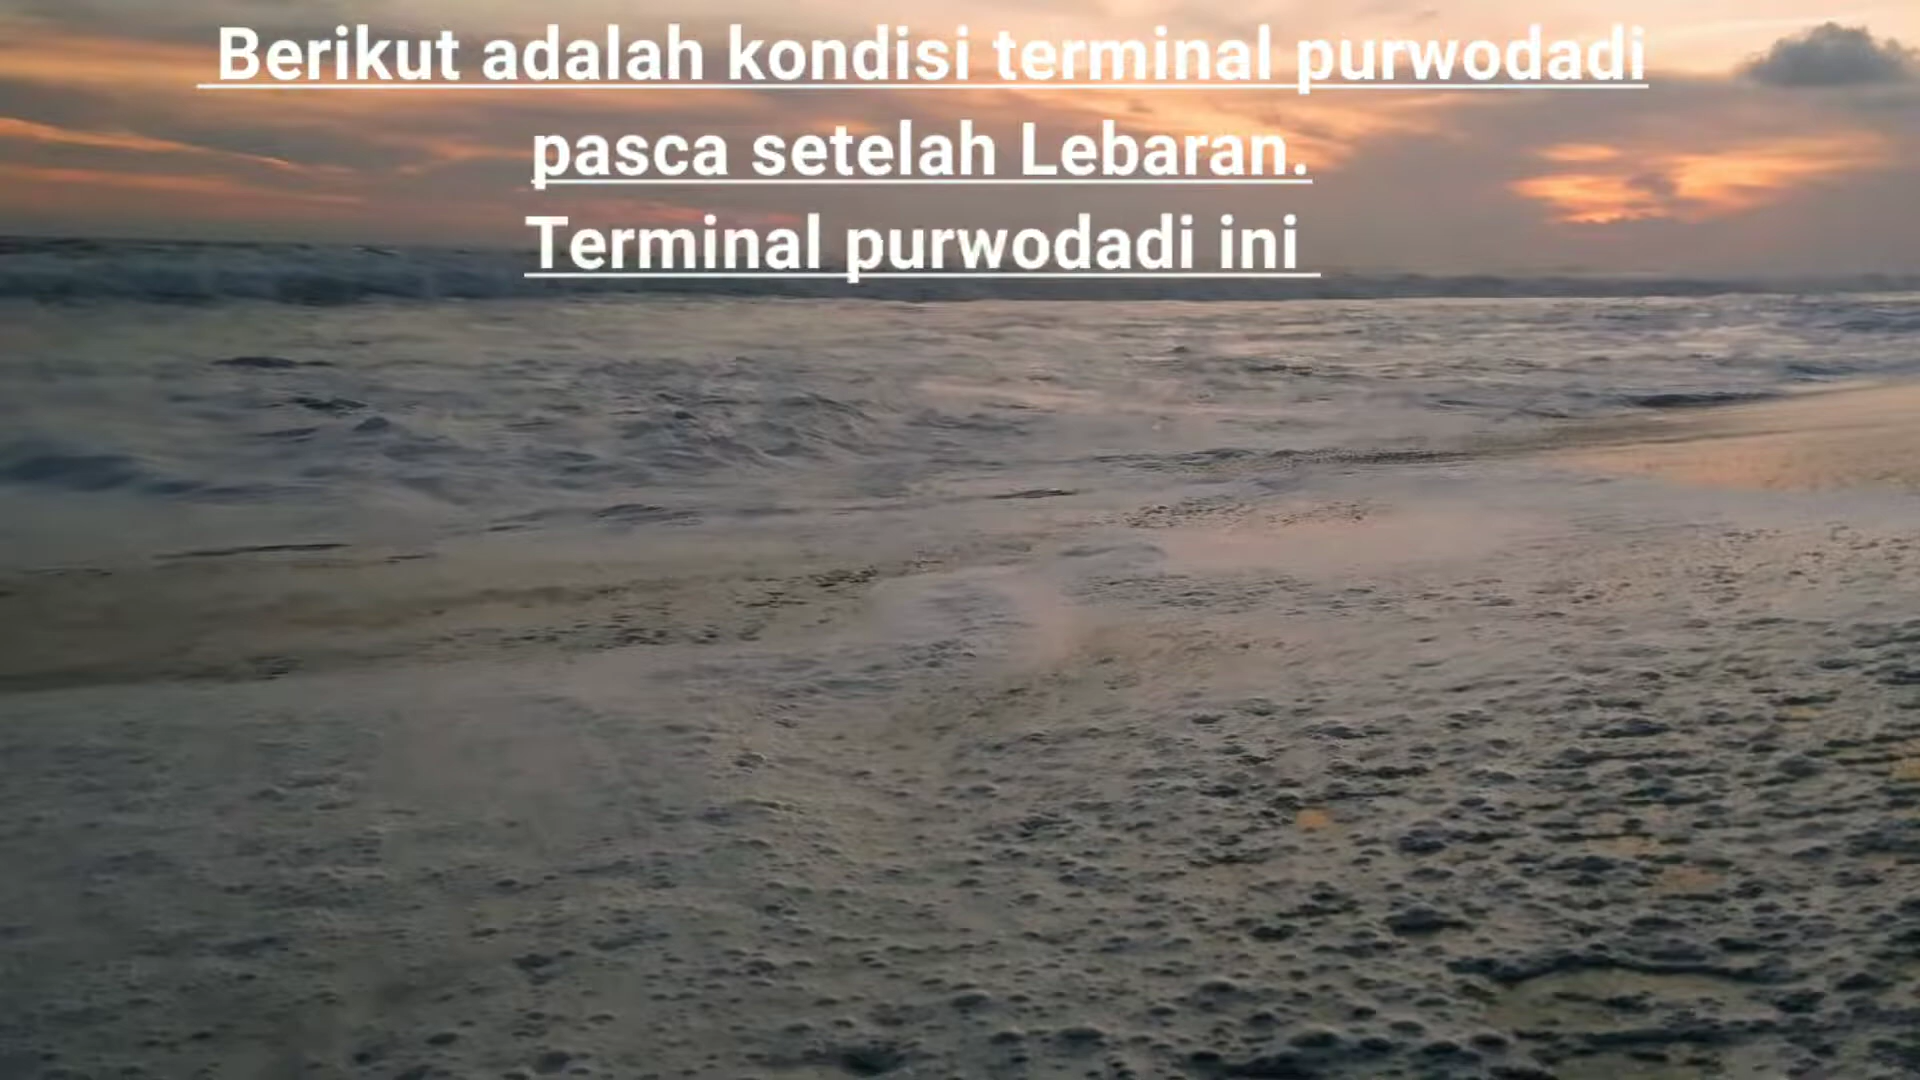 Berikut adalah kondisi terminal purwodadi
pasca setelah Lebaran.
Terminal purwodadi ini